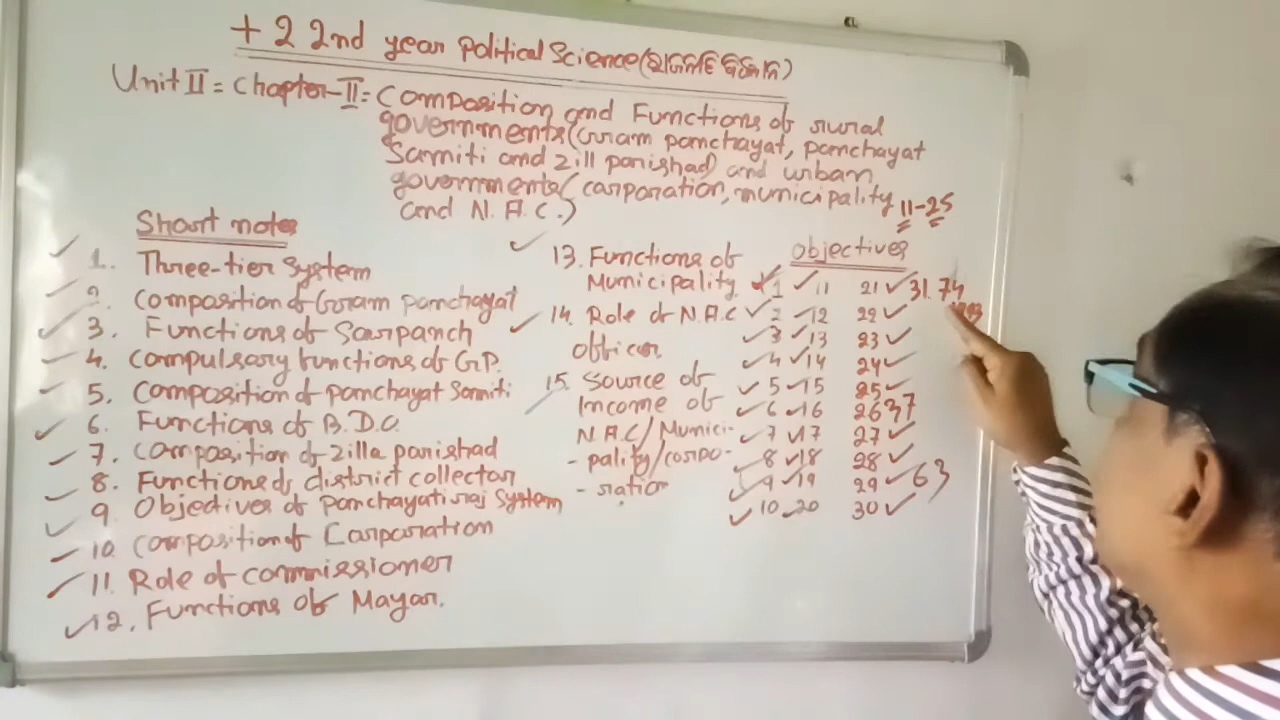 +2 2nd year Political Science (ରାଜନୀତି ବିଜ୍ଞାନ)
Unit II = Chapter-II = Composition and Functions of rural
governments (Gram panchayat, panchayat
Samiti and zill parishad) and urban
governments (carporation, municipality
and N.A.C.)
11-25
Short notes
1. Three-tier system
2. Composition of Gram panchayat
3. Functions of Sarpanch
4. Compulsary functions of G.P.
5. Composition of panchayat Samiti
6. Functions of B.D.O.
7. Composition of zilla parishad
8. Functions of district collector
9. Objectives of panchayatiraj System
10. Composition of Carparation
11. Role of commissioner
12. Functions of Mayar.
13. Functions of
Municipality.
14. Role of N.A.C
Officer.
15. Source of
Income of
N.A.C/Munici-
-pality/corpo-
-ration
Objectives
1 11 21 31. 74
2 12 22
3 13 23
4 14 24
5 15 25
6 16 26 37
7 17 27
8 18 28
9 19 29 63
10 20 30